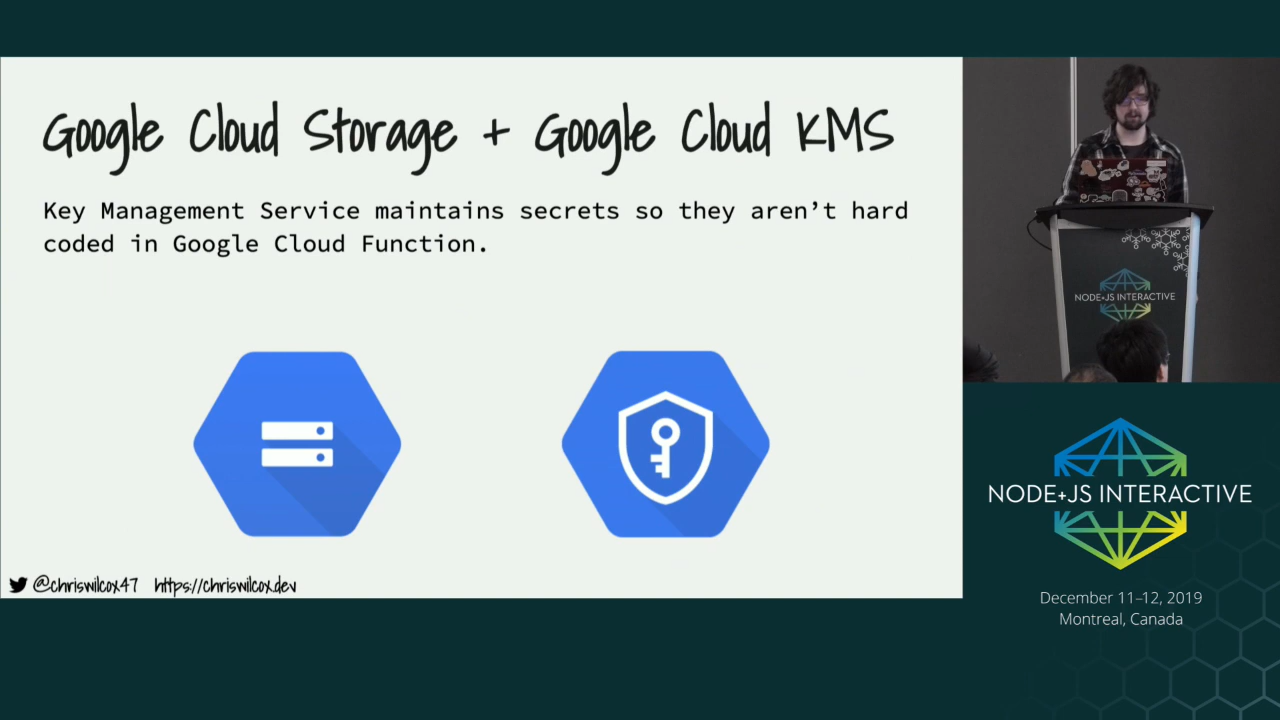 Google Cloud Storage + Google Cloud KMS
Key Management Service maintains secrets so they aren’t hard
coded in Google Cloud Function.
@chriswilcox47 https://chriswilcox.dev
NODE+JS INTERACTIVE
NODE+JS INTERACTIVE
December 11–12, 2019
Montreal, Canada